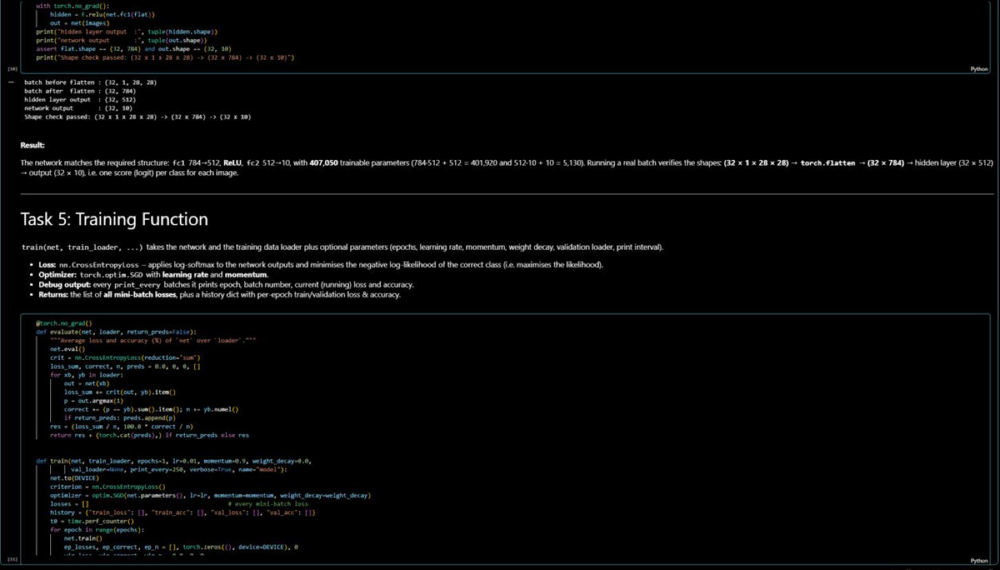 with torch.no_grad():
hidden = F.relu(net.fc1(flat))
out = net(images)
print("hidden layer output  :", tuple(hidden.shape))
print("network output       :", tuple(out.shape))
assert flat.shape == (32, 784) and out.shape == (32, 10)
print("Shape check passed: (32 x 1 x 28 x 28) -> (32 x 784) -> (32 x 10)")
[10]
Python
...
batch before flatten : (32, 1, 28, 28)
batch after  flatten : (32, 784)
hidden layer output  : (32, 512)
network output       : (32, 10)
Shape check passed: (32 x 1 x 28 x 28) -> (32 x 784) -> (32 x 10)
Result:
The network matches the required structure: fc1 784→512, ReLU, fc2 512→10, with 407,050 trainable parameters (784·512 + 512 = 401,920 and 512·10 + 10 = 5,130). Running a real batch verifies the shapes: (32 × 1 × 28 × 28) → torch.flatten → (32 × 784) → hidden layer (32 × 512)
→ output (32 × 10), i.e. one score (logit) per class for each image.
Task 5: Training Function
train(net, train_loader, ...) takes the network and the training data loader plus optional parameters (epochs, learning rate, momentum, weight decay, validation loader, print interval).
• Loss: nn.CrossEntropyLoss – applies log-softmax to the network outputs and minimises the negative log-likelihood of the correct class (i.e. maximises the likelihood).
• Optimizer: torch.optim.SGD with learning rate and momentum.
• Debug output: every print_every batches it prints epoch, batch number, current (running) loss and accuracy.
• Returns: the list of all mini-batch losses, plus a history dict with per-epoch train/validation loss & accuracy.
@torch.no_grad()
def evaluate(net, loader, return_preds=False):
"""Average loss and accuracy (%) of `net` over `loader`."""
net.eval()
crit = nn.CrossEntropyLoss(reduction="sum")
loss_sum, correct, n, preds = 0.0, 0, 0, []
for xb, yb in loader:
out = net(xb)
loss_sum += crit(out, yb).item()
p = out.argmax(1)
correct += (p == yb).sum().item(); n += yb.numel()
if return_preds: preds.append(p)
res = (loss_sum / n, 100.0 * correct / n)
return res + (torch.cat(preds),) if return_preds else res
def train(net, train_loader, epochs=1, lr=0.01, momentum=0.9, weight_decay=0.0,
val_loader=None, print_every=250, verbose=True, name="model"):
net.to(DEVICE)
criterion = nn.CrossEntropyLoss()
optimizer = optim.SGD(net.parameters(), lr=lr, momentum=momentum, weight_decay=weight_decay)
losses = []                                        # every mini-batch loss
history = {"train_loss": [], "train_acc": [], "val_loss": [], "val_acc": []}
t0 = time.perf_counter()
for epoch in range(epochs):
net.train()
ep_losses, ep_correct, ep_n = [], torch.zeros((), device=DEVICE), 0
[11]
Python